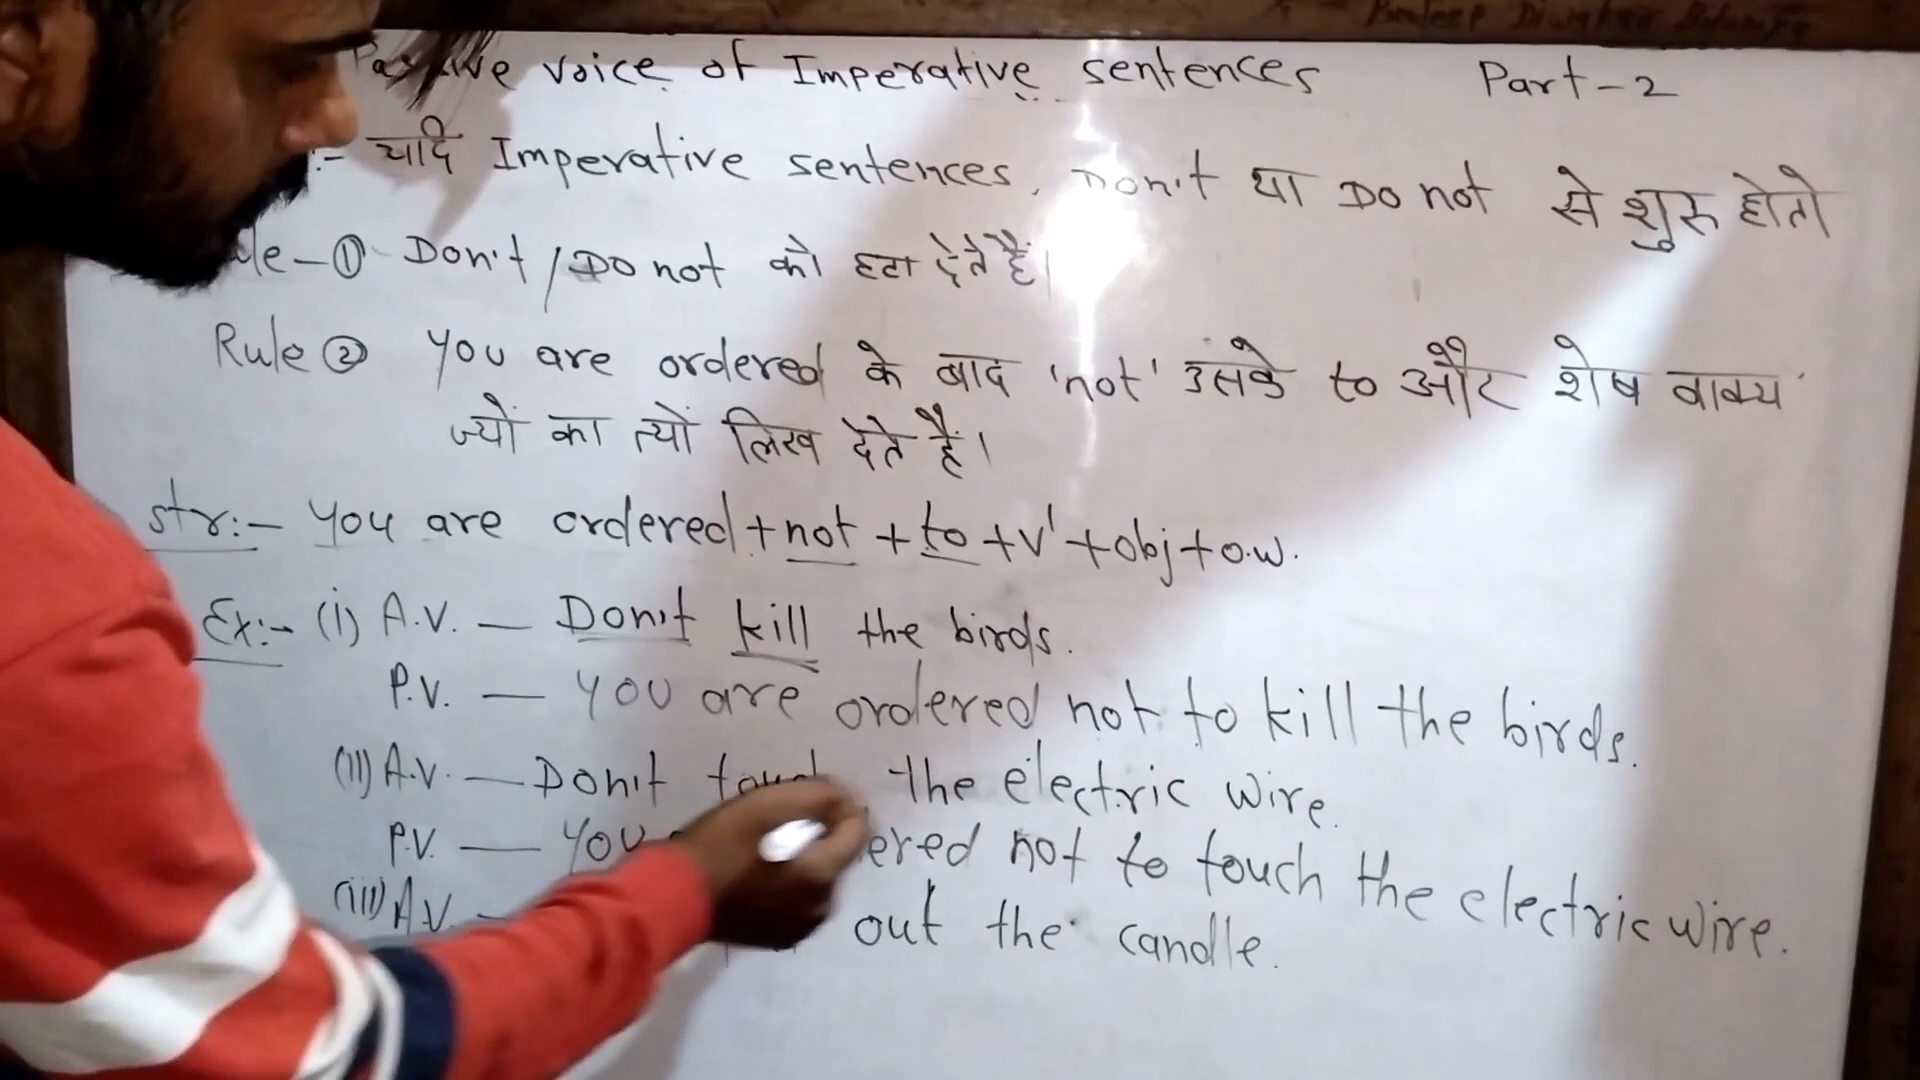 Passive voice of Imperative sentences Part-2
:- यदि Imperative sentences, Don't या Do not से शुरू होतो
Rule-① Don't / Do not को हटा देते हैं।
Rule ② You are ordered के बाद 'not' उसके to और शेष वाक्य
ज्यों का त्यों लिख देते हैं।
str:- You are ordered + not + to + V¹ + obj + o.w.
Ex:- (i) A.V. — Don't kill the birds.
P.V. — You are ordered not to kill the birds.
(ii) A.V. — Don't touch the electric wire.
P.V. — You ered not to touch the electric wire.
(iii) A.V. — out the candle.